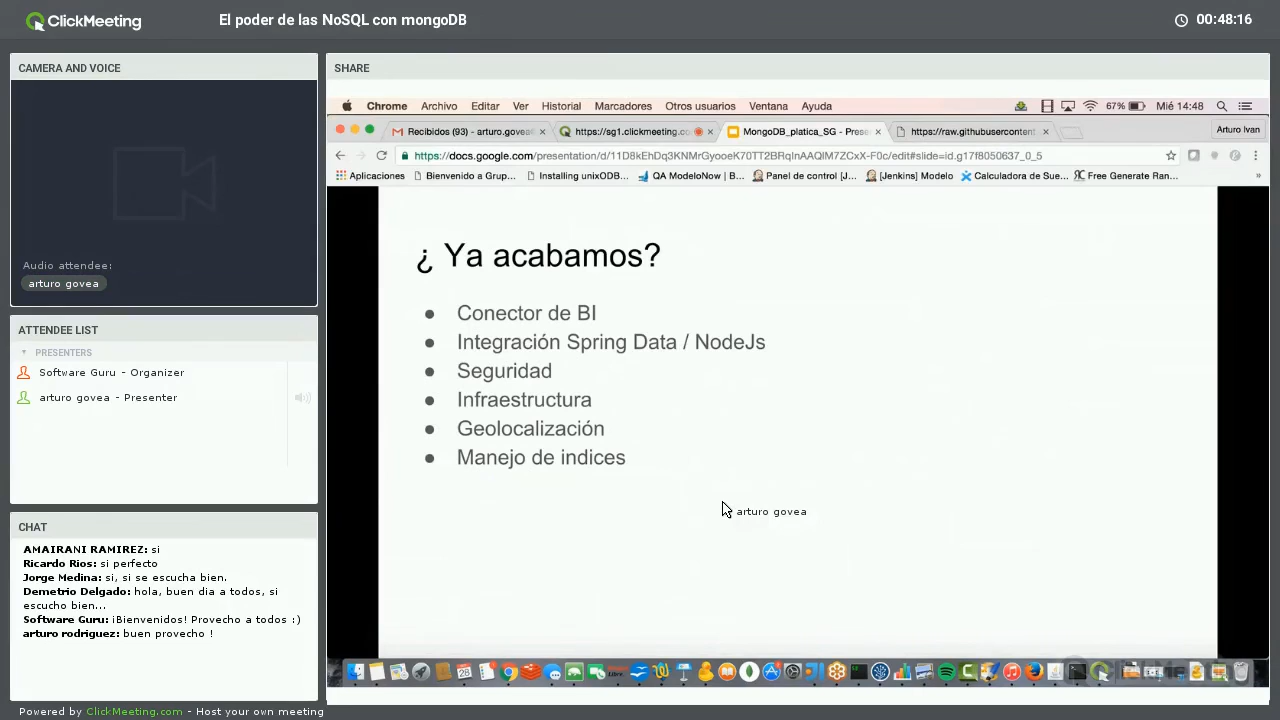 ClickMeeting
El poder de las NoSQL con mongoDB
00:48:16
CAMERA AND VOICE
Audio attendee:
arturo govea
ATTENDEE LIST
PRESENTERS
Software Guru - Organizer
arturo govea - Presenter
CHAT
AMAIRANI RAMIREZ: si
Ricardo Rios: si perfecto
Jorge Medina: si, si se escucha bien.
Demetrio Delgado: hola, buen dia a todos, si
escucho bien...
Software Guru: ¡Bienvenidos! Provecho a todos :)
arturo rodriguez: buen provecho !
Powered by ClickMeeting.com - Host your own meeting
SHARE
Chrome Archivo Editar Ver Historial Marcadores Otros usuarios Ventana Ayuda 67% Mié 14:48
Recibidos (93) - arturo.govea https://sg1.clickmeeting.co MongoDB_platica_SG - Prese https://raw.githubusercontent Arturo Ivan
https://docs.google.com/presentation/d/11D8kEhDq3KNMrGyooeK70TT2BRqInAAQlM7ZCxX-F0c/edit#slide=id.g17f8050637_0_5
Aplicaciones Bienvenido a Grup... Installing unixODB... QA ModeloNow | B... Panel de control [J... [Jenkins] Modelo Calculadora de Sue... Free Generate Ran... »
¿ Ya acabamos?
● Conector de BI
● Integración Spring Data / NodeJs
● Seguridad
● Infraestructura
● Geolocalización
● Manejo de indices
arturo govea